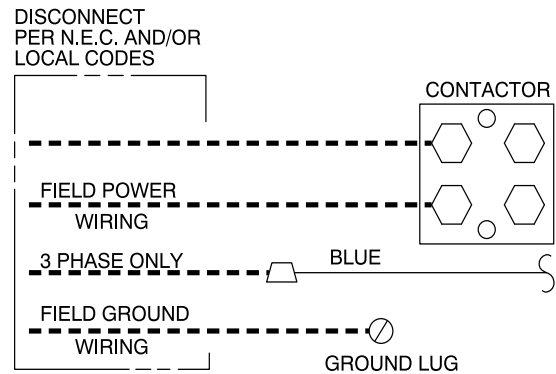 DISCONNECT
PER N.E.C. AND/OR
LOCAL CODES
CONTACTOR
FIELD POWER
WIRING
3 PHASE ONLY
BLUE
FIELD GROUND
WIRING
GROUND LUG